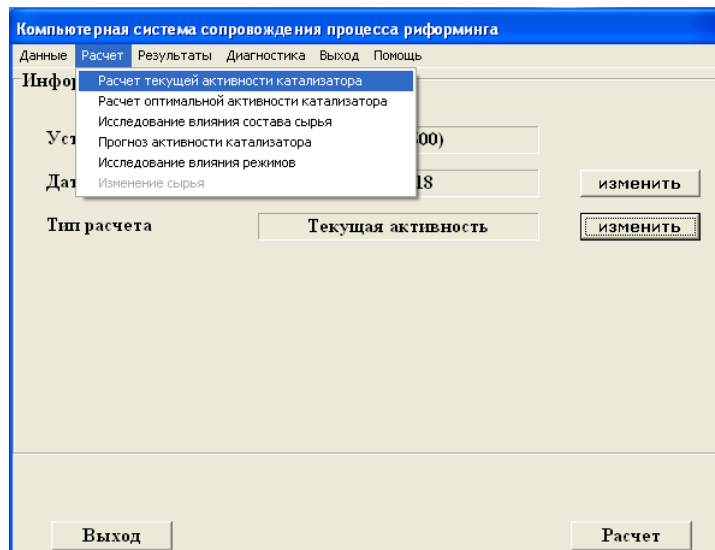 Компьютерная система сопровождения процесса риформинга
Данные Расчет Результаты Диагностика Выход Помощь
Расчет текущей активности катализатора
Расчет оптимальной активности катализатора
Исследование влияния состава сырья
Прогноз активности катализатора
00)
Исследование влияния режимов
Изменение сырья
18 изменить
Тип расчета Текущая активность изменить
Выход Расчет